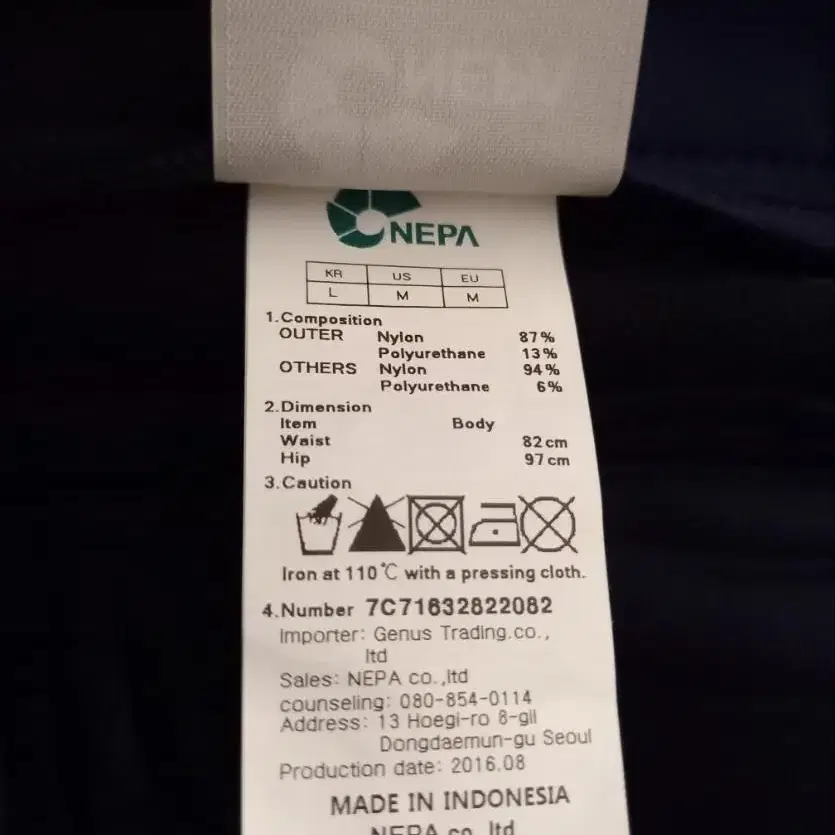 NEPA
KR US EU
L M M
1.Composition
OUTER Nylon 87%
Polyurethane 13%
OTHERS Nylon 94%
Polyurethane 6%
2.Dimension
Item Body
Waist 82cm
Hip 97cm
3.Caution
Iron at 110℃ with a pressing cloth.
4.Number 7C71632822082
Importer: Genus Trading.co.,
ltd
Sales: NEPA co.,ltd
counseling: 080-854-0114
Address: 13 Hoegi-ro 8-gil
Dongdaemun-gu Seoul
Production date: 2016.08
MADE IN INDONESIA
NEPA co. ltd